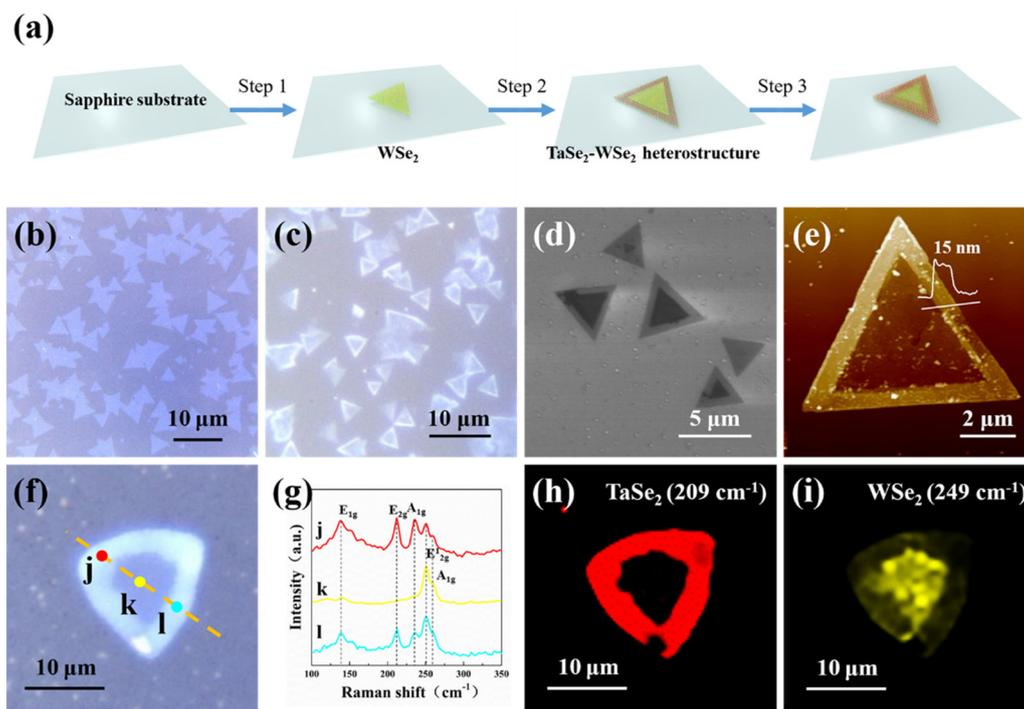 (a)
Sapphire substrate
Step 1
WSe₂
Step 2
TaSe₂-WSe₂ heterostructure
Step 3
(b)
10 μm
(c)
10 μm
(d)
5 μm
(e)
15 nm
2 μm
(f)
j
k
l
10 μm
(g)
E₁g E₂g A₁g
E¹₂g
A₁g
j
k
l
Intensity (a.u.)
100 150 200 250 300 350
Raman shift (cm⁻¹)
(h) TaSe₂ (209 cm⁻¹)
10 μm
(i) WSe₂ (249 cm⁻¹)
10 μm